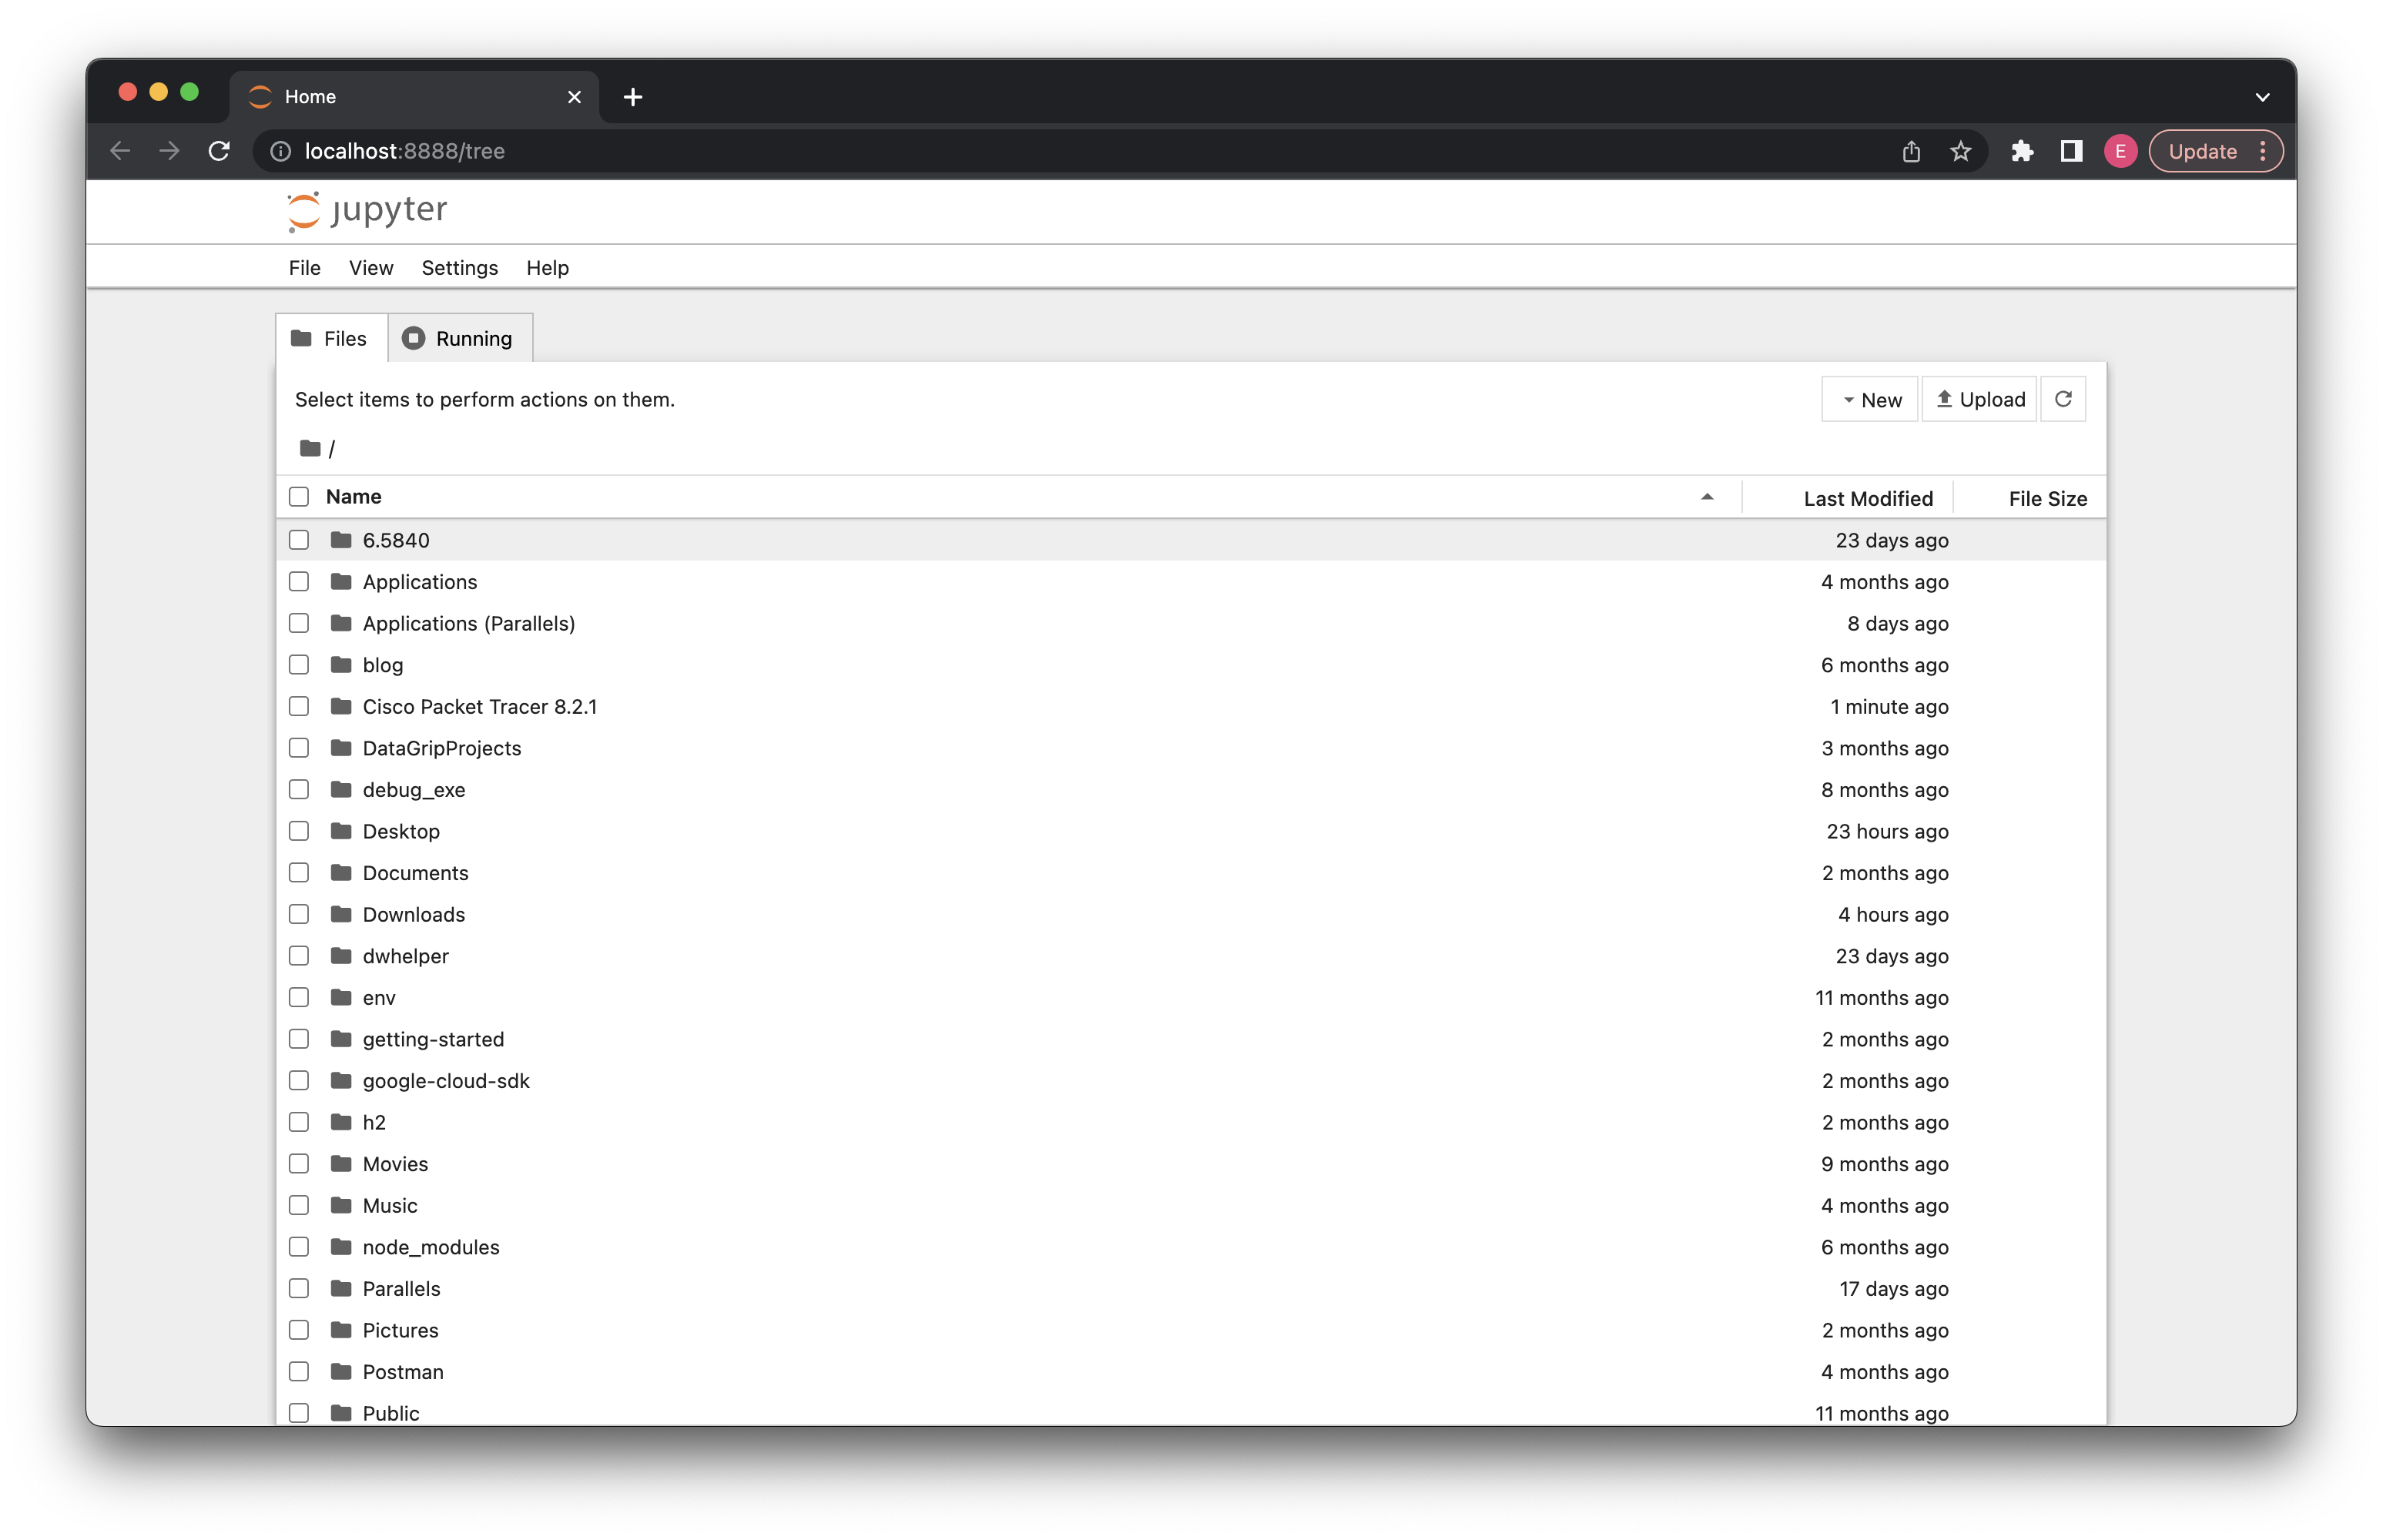 Home
localhost:8888/tree
E
Update
jupyter
File View Settings Help
Files Running
Select items to perform actions on them.
New Upload
/
Name Last Modified File Size
6.5840 23 days ago
Applications 4 months ago
Applications (Parallels) 8 days ago
blog 6 months ago
Cisco Packet Tracer 8.2.1 1 minute ago
DataGripProjects 3 months ago
debug_exe 8 months ago
Desktop 23 hours ago
Documents 2 months ago
Downloads 4 hours ago
dwhelper 23 days ago
env 11 months ago
getting-started 2 months ago
google-cloud-sdk 2 months ago
h2 2 months ago
Movies 9 months ago
Music 4 months ago
node_modules 6 months ago
Parallels 17 days ago
Pictures 2 months ago
Postman 4 months ago
Public 11 months ago